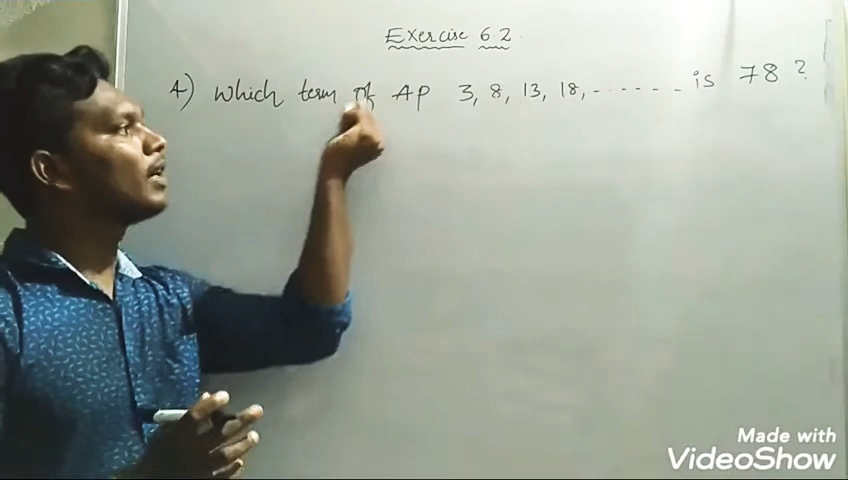 Exercise 6.2
4) Which term of AP 3, 8, 13, 18, ....... is 78 ?
Made with
VideoShow